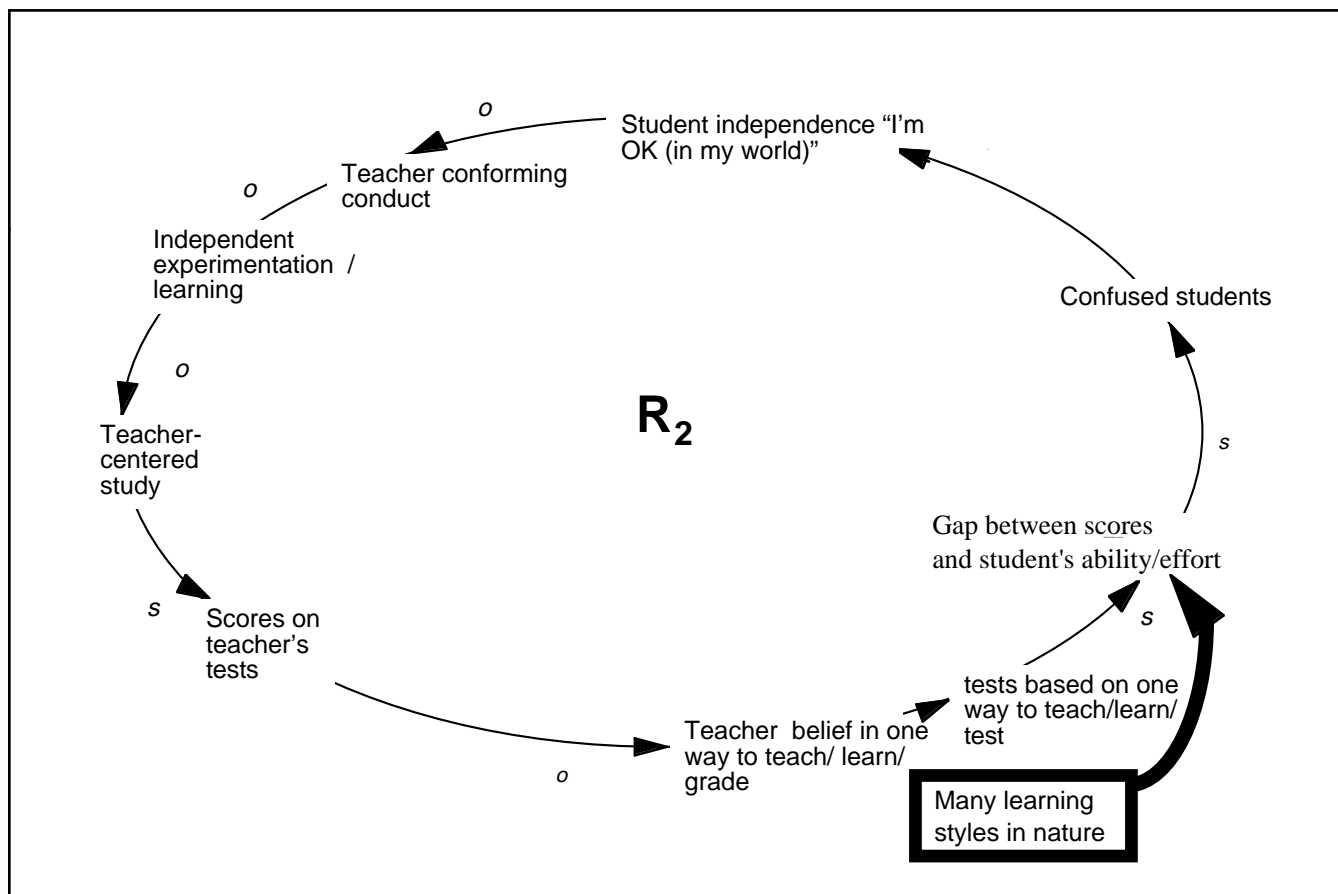 o
Student independence “I’m
OK (in my world)”
Teacher conforming
conduct
o
Independent
experimentation /
learning
Confused students
o
R2
Teacher-
centered
study
s
Gap between scores
and student's ability/effort
s
Scores on
teacher’s
tests
s
tests based on one
way to teach/learn/
test
Teacher belief in one
way to teach/ learn/
grade
o
Many learning
styles in nature